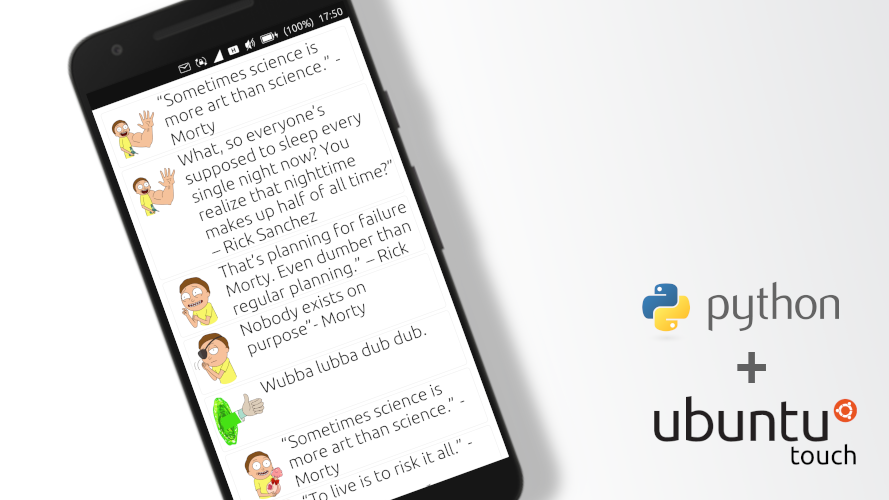 (100%) 17:50
“Sometimes science is
more art than science.” -
Morty
What, so everyone’s
supposed to sleep every
single night now? You
realize that nighttime
makes up half of all time?”
– Rick Sanchez
That’s planning for failure
Morty. Even dumber than
regular planning.” – Rick
Nobody exists on
purpose”- Morty
Wubba lubba dub dub.
“Sometimes science is
more art than science.” -
Morty
“To live is to risk it all.” -
python
+
ubuntu
touch